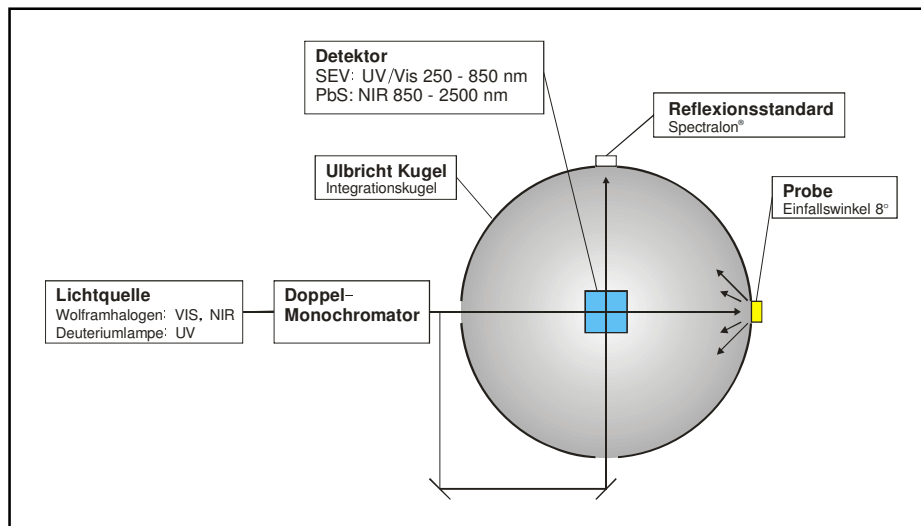 Detektor
SEV: UV/Vis 250 - 850 nm
PbS: NIR 850 - 2500 nm
Reflexionsstandard
Spectralon®
Ulbricht Kugel
Integrationskugel
Probe
Einfallswinkel 8°
Lichtquelle
Wolframhalogen: VIS, NIR
Deuteriumlampe: UV
Doppel-
Monochromator